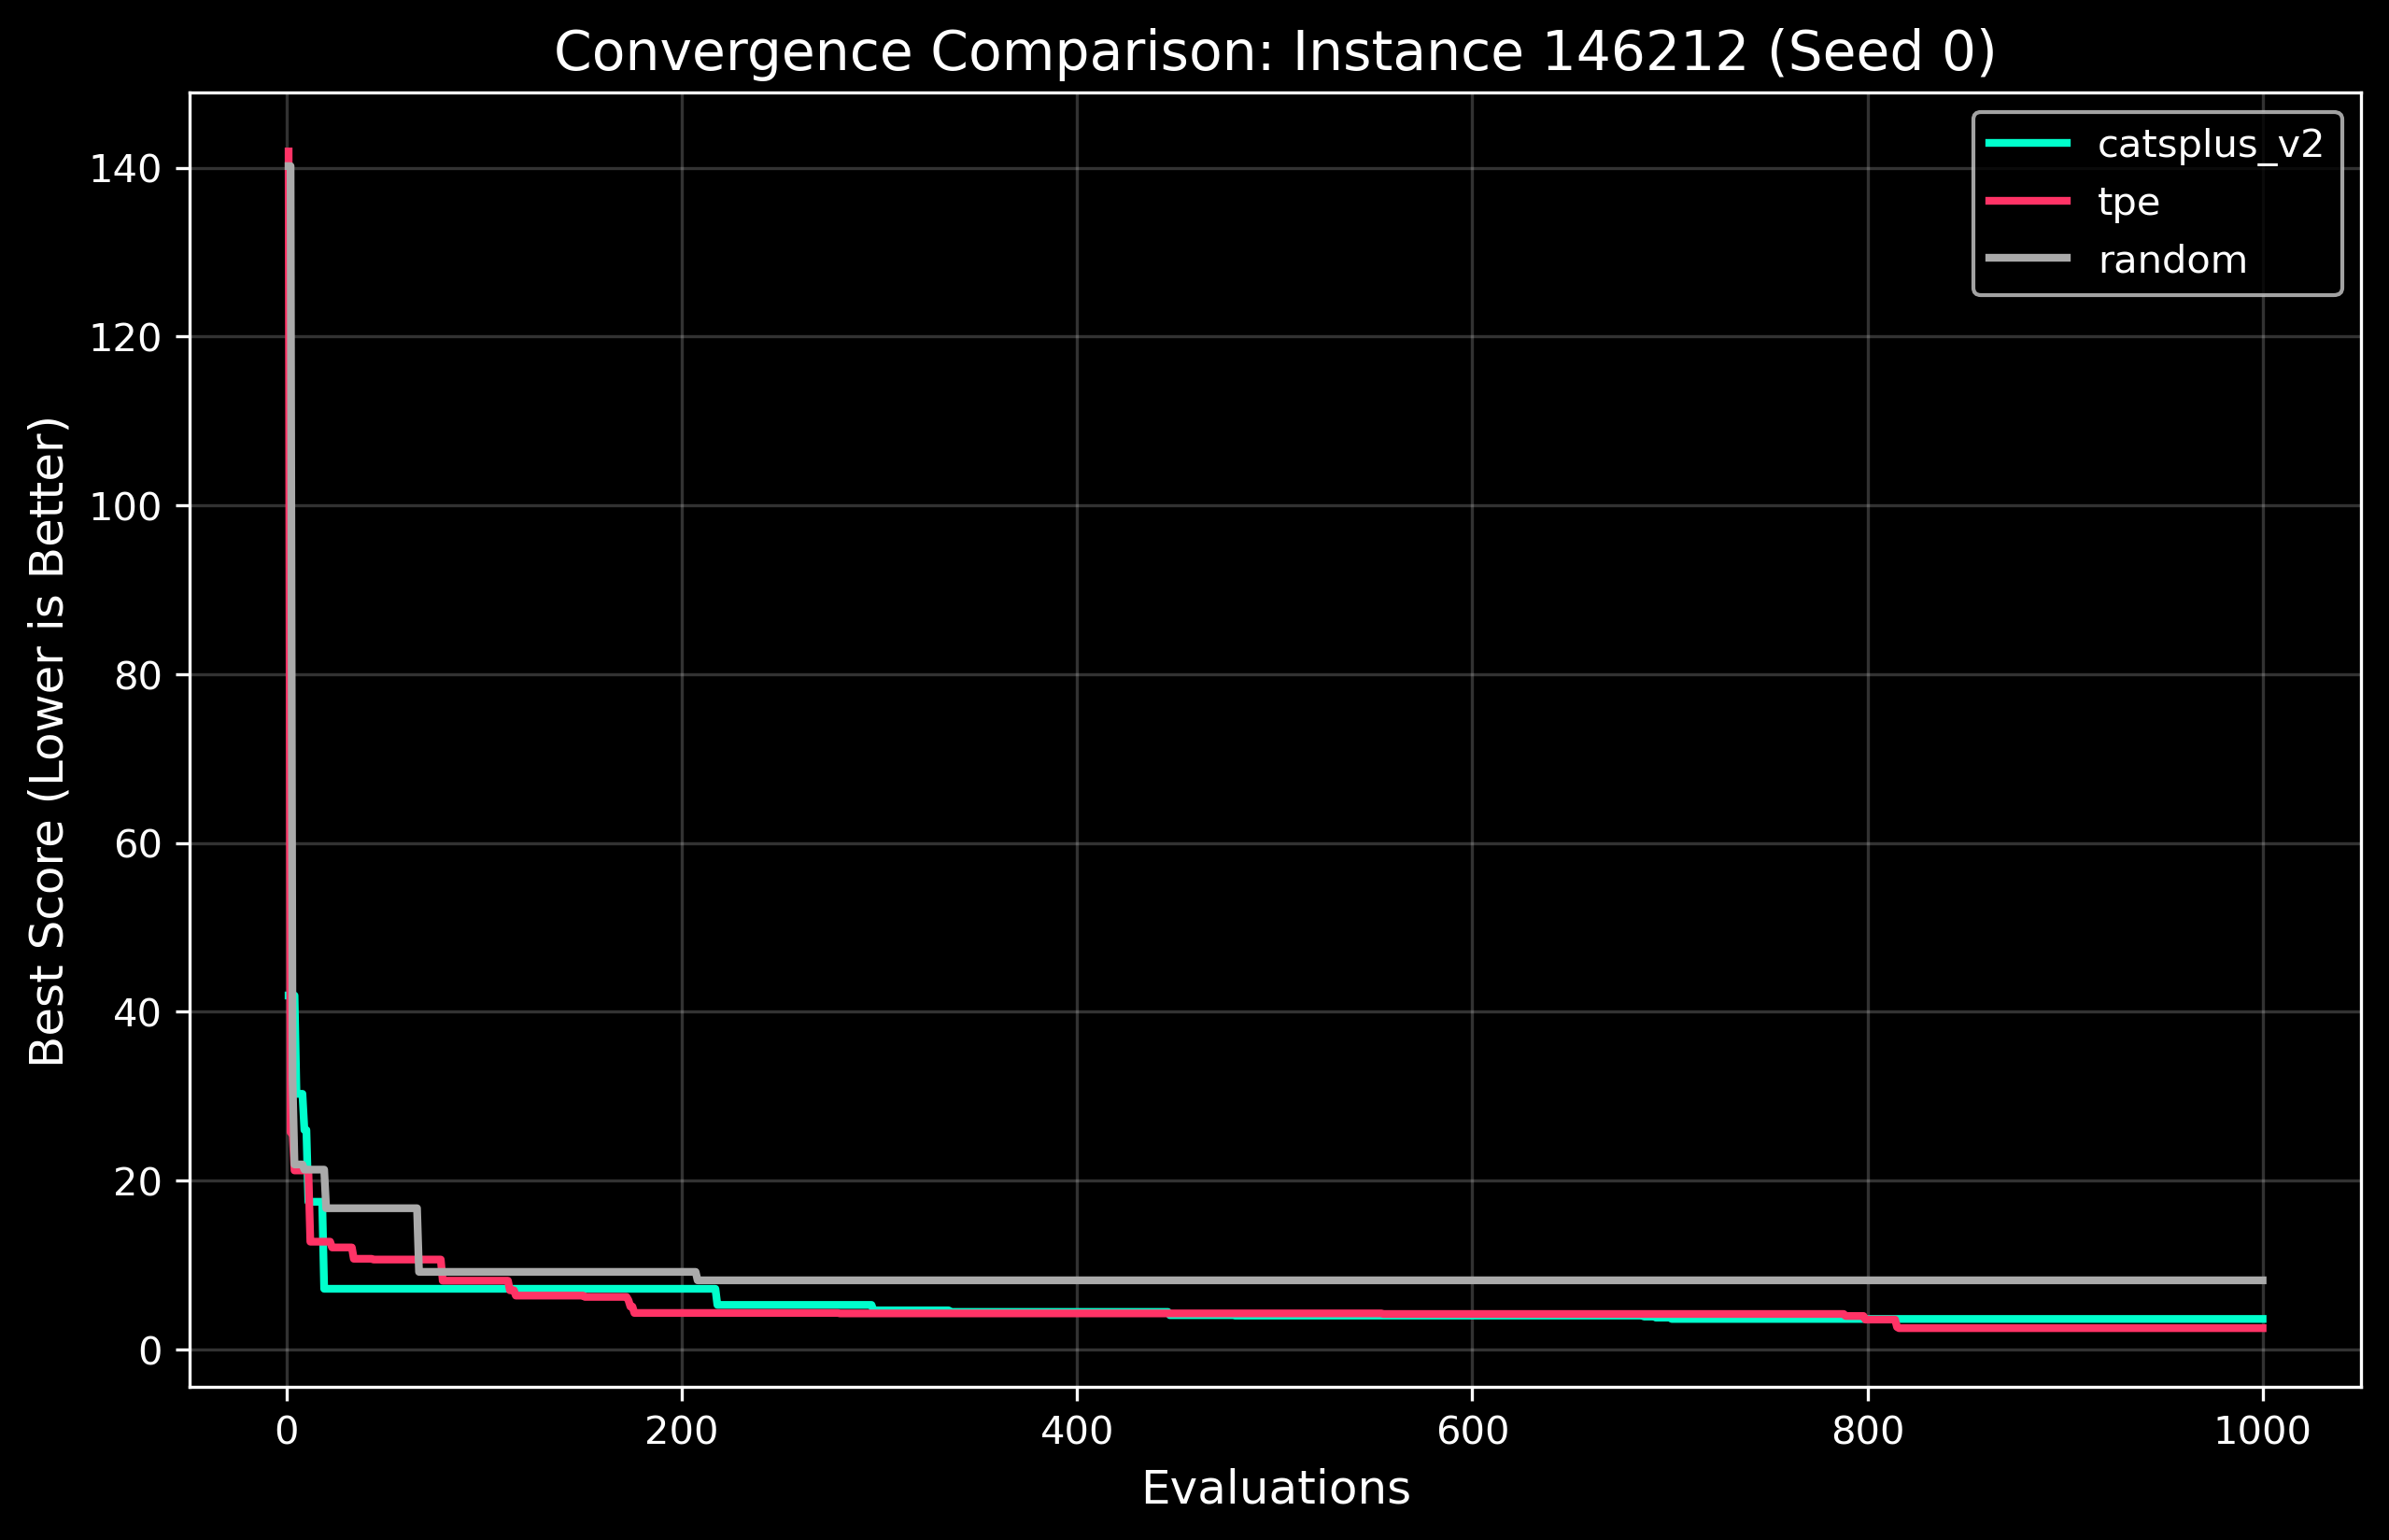 Convergence Comparison: Instance 146212 (Seed 0)
catsplus_v2
tpe
random
Best Score (Lower is Better)
140
120
100
80
60
40
20
0
0 200 400 600 800 1000
Evaluations